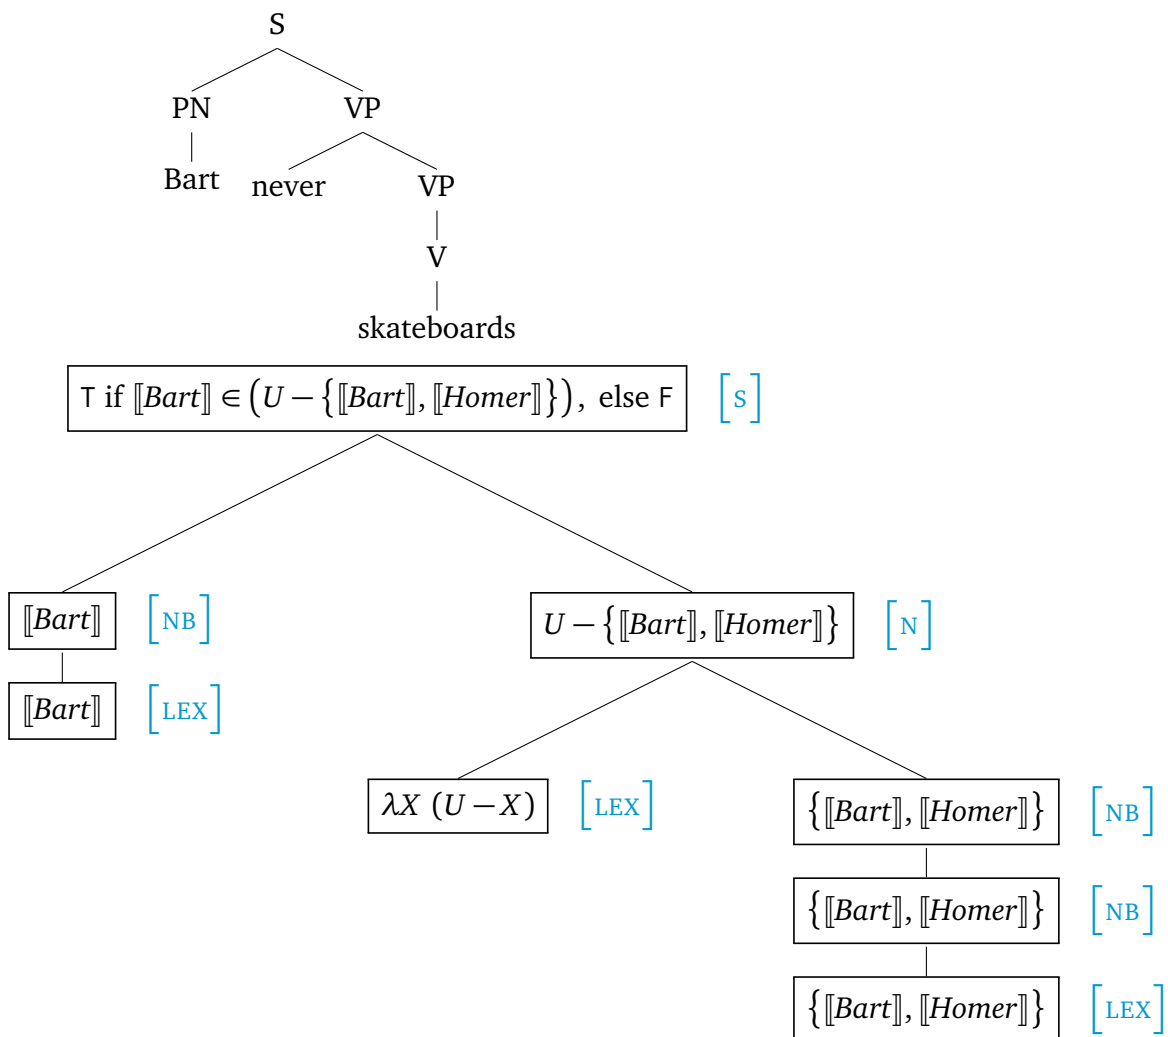 S
PN VP
Bart never VP
V
skateboards
T if ⟦Bart⟧ ∈ (U − {⟦Bart⟧, ⟦Homer⟧}), else F [S]
⟦Bart⟧ [NB] U − {⟦Bart⟧, ⟦Homer⟧} [N]
⟦Bart⟧ [LEX]
λX (U − X) [LEX] {⟦Bart⟧, ⟦Homer⟧} [NB]
{⟦Bart⟧, ⟦Homer⟧} [NB]
{⟦Bart⟧, ⟦Homer⟧} [LEX]